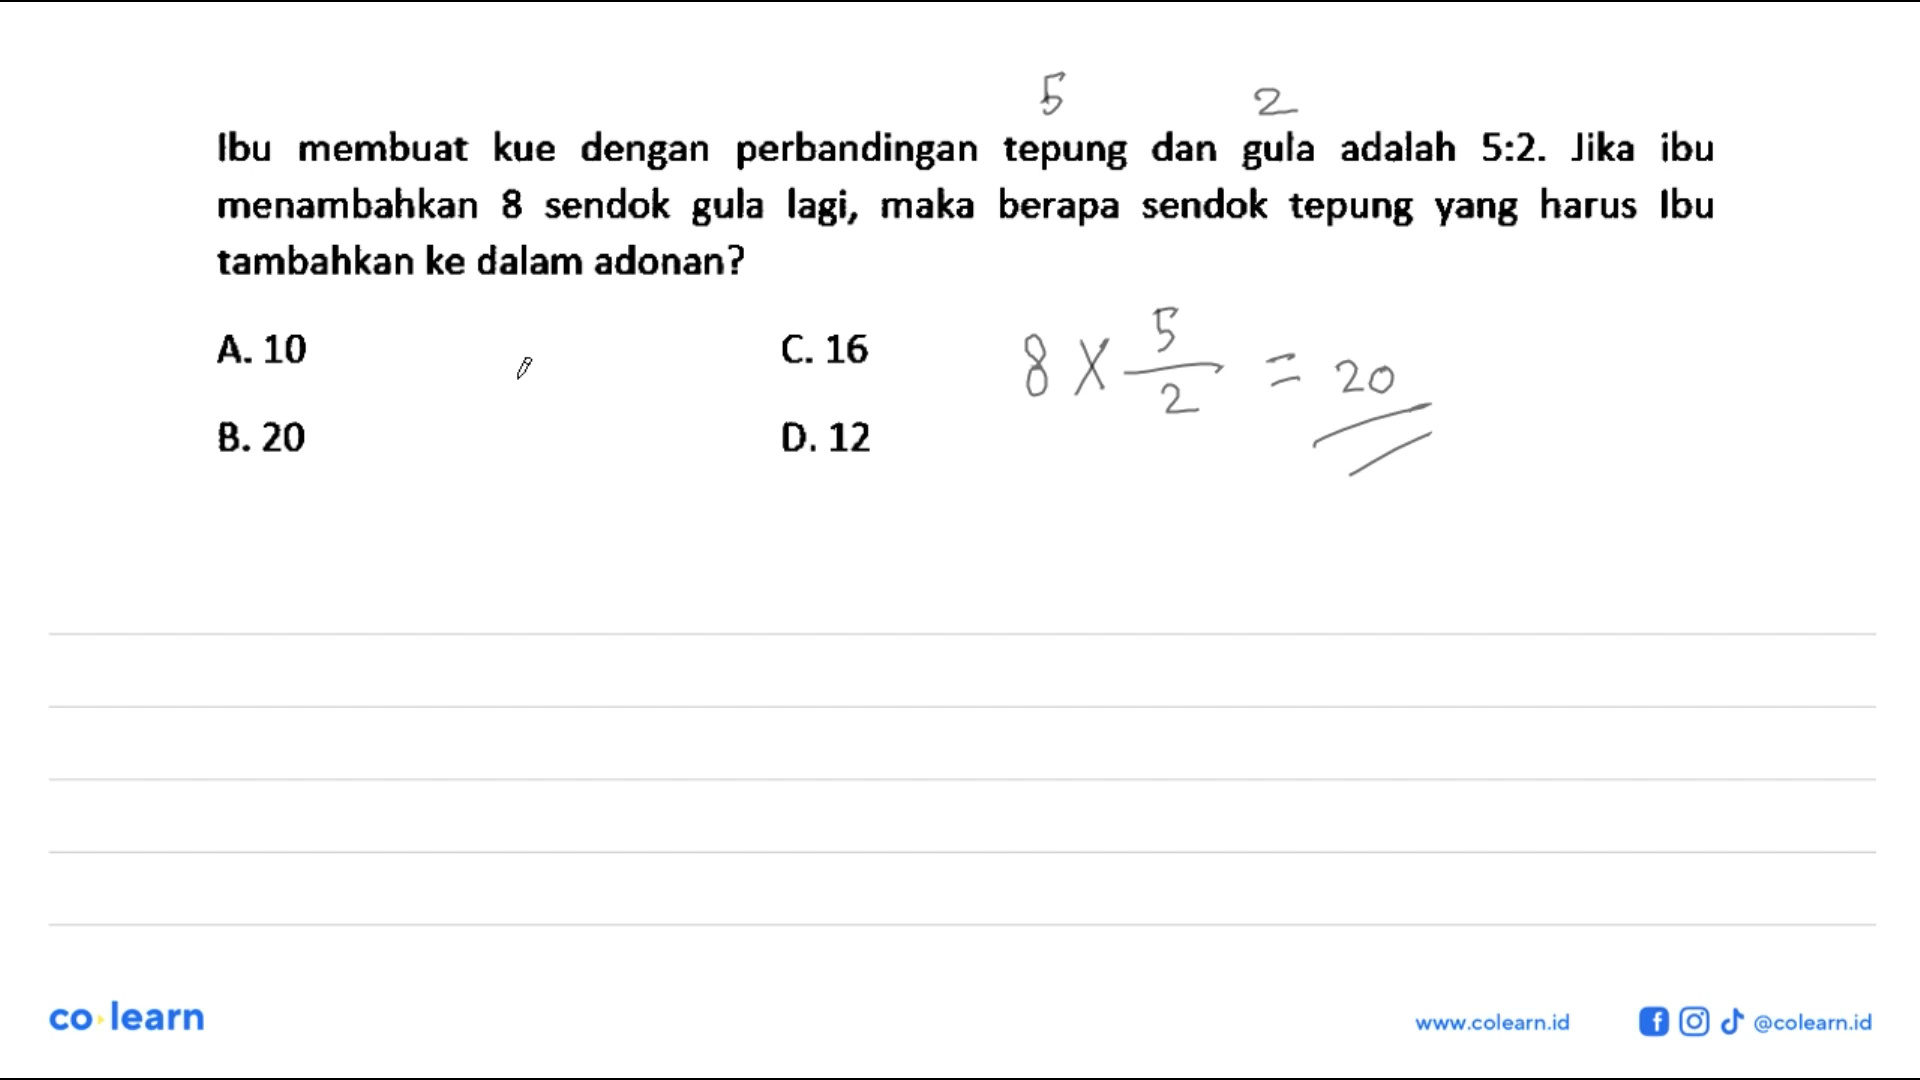 5 2
Ibu membuat kue dengan perbandingan tepung dan gula adalah 5:2. Jika ibu
menambahkan 8 sendok gula lagi, maka berapa sendok tepung yang harus Ibu
tambahkan ke dalam adonan?
A. 10
C. 16
B. 20
D. 12
8 X 5/2 = 20
co learn
www.colearn.id
@colearn.id